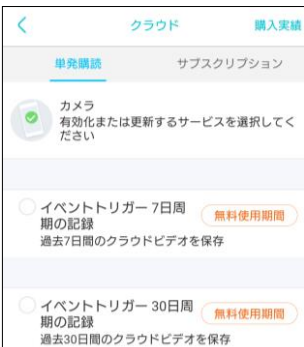 クラウド
購入実績
単発購読
サブスクリプション
カメラ
有効化または更新するサービスを選択してく
ださい
イベントトリガー 7日周
期の記録
無料使用期間
過去7日間のクラウドビデオを保存
イベントトリガー 30日周
期の記録
無料使用期間
過去30日間のクラウドビデオを保存